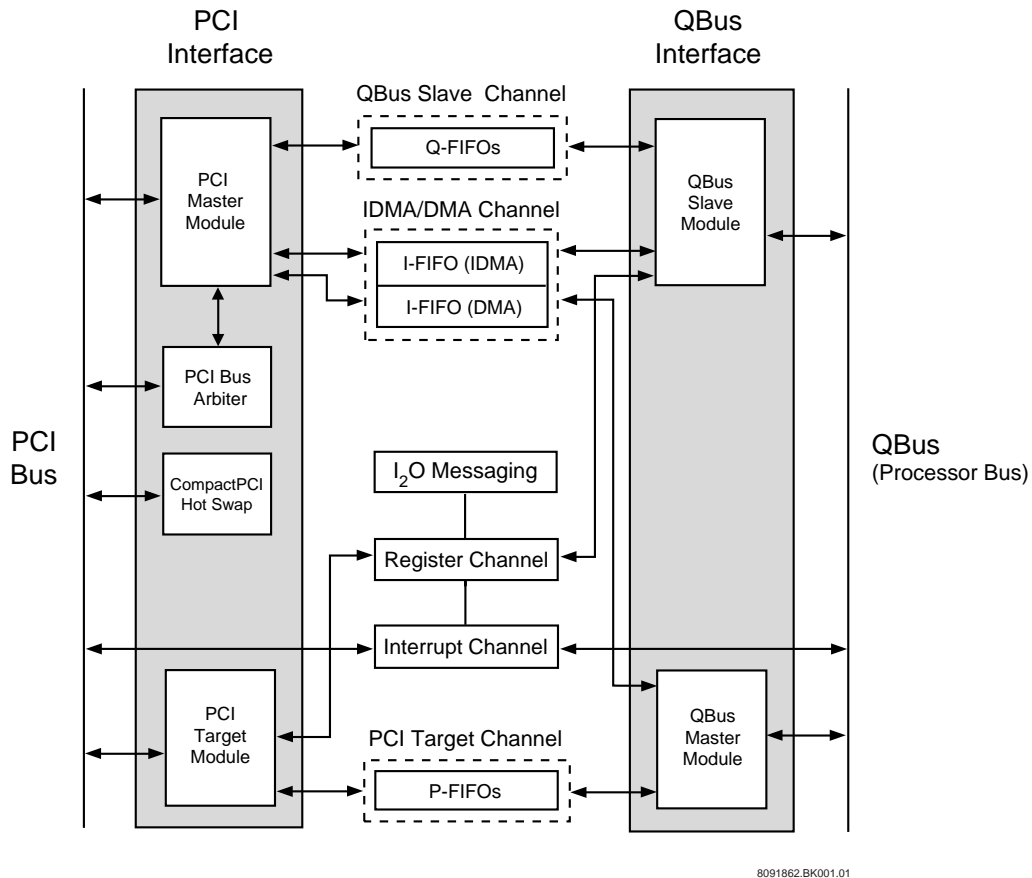 PCI
Interface
QBus
Interface
QBus Slave Channel
Q-FIFOs
PCI
Master
Module
QBus
Slave
Module
IDMA/DMA Channel
I-FIFO (IDMA)
I-FIFO (DMA)
PCI Bus
Arbiter
PCI
Bus
CompactPCI
Hot Swap
I2O Messaging
QBus
(Processor Bus)
Register Channel
Interrupt Channel
PCI
Target
Module
QBus
Master
Module
PCI Target Channel
P-FIFOs
8091862.BK001.01